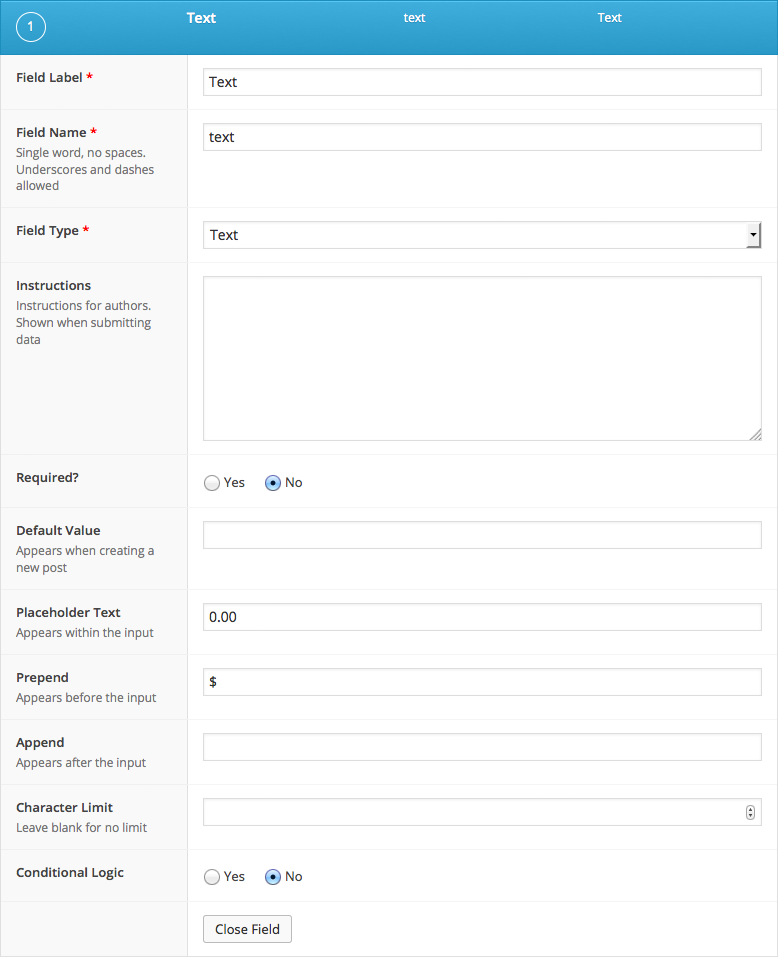 1 Text text Text
Field Label * Text
Field Name * text
Single word, no spaces.
Underscores and dashes
allowed
Field Type * Text
Instructions
Instructions for authors.
Shown when submitting
data
Required? Yes No
Default Value
Appears when creating a
new post
Placeholder Text
Appears within the input
0.00
Prepend
Appears before the input
$
Append
Appears after the input
Character Limit
Leave blank for no limit
Conditional Logic Yes No
Close Field